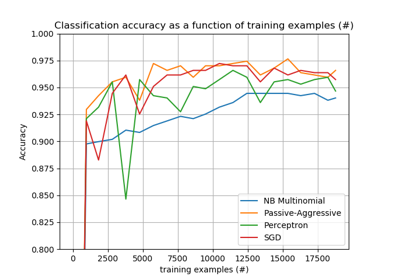 Classification accuracy as a function of training examples (#)
1.000
0.975
0.950
0.925
0.900
0.875
0.850
0.825
0.800
Accuracy
NB Multinomial
Passive-Aggressive
Perceptron
SGD
0 2500 5000 7500 10000 12500 15000 17500
training examples (#)